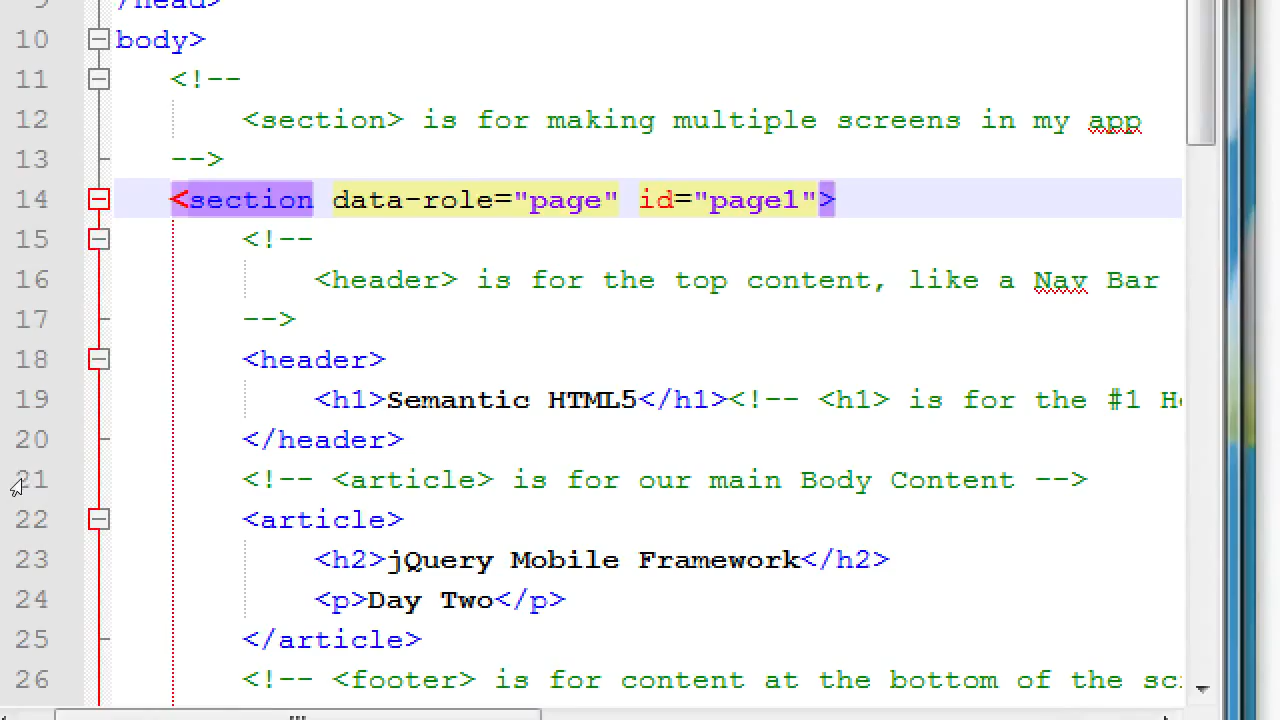 9 /head>
10 body>
11 <!--
12 <section> is for making multiple screens in my app
13 -->
14 <section data-role="page" id="page1">
15 <!--
16 <header> is for the top content, like a Nav Bar
17 -->
18 <header>
19 <h1>Semantic HTML5</h1><!-- <h1> is for the #1
20 </header>
21 <!-- <article> is for our main Body Content -->
22 <article>
23 <h2>jQuery Mobile Framework</h2>
24 <p>Day Two</p>
25 </article>
26 <!-- <footer> is for content at the bottom of the